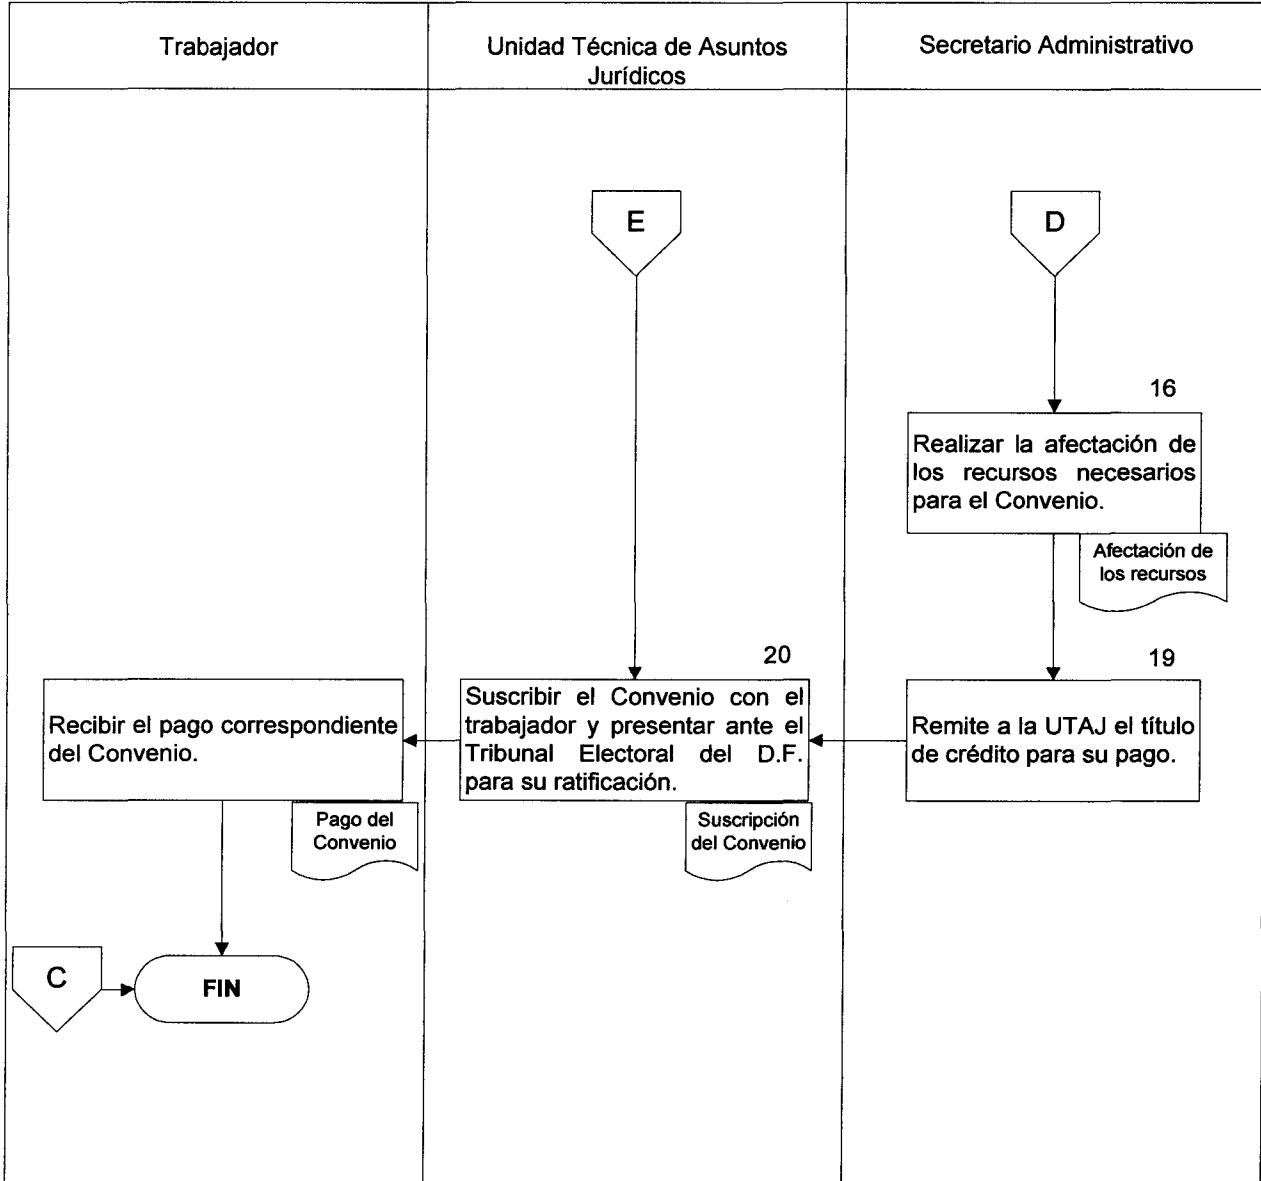 Trabajador
Unidad Técnica de Asuntos
Jurídicos
Secretario Administrativo
E
D
16
Realizar la afectación de
los recursos necesarios
para el Convenio.
Afectación de
los recursos
20
19
Recibir el pago correspondiente
del Convenio.
Suscribir el Convenio con el
trabajador y presentar ante el
Tribunal Electoral del D.F.
para su ratificación.
Remite a la UTAJ el título
de crédito para su pago.
Pago del
Convenio
Suscripción
del Convenio
C
FIN